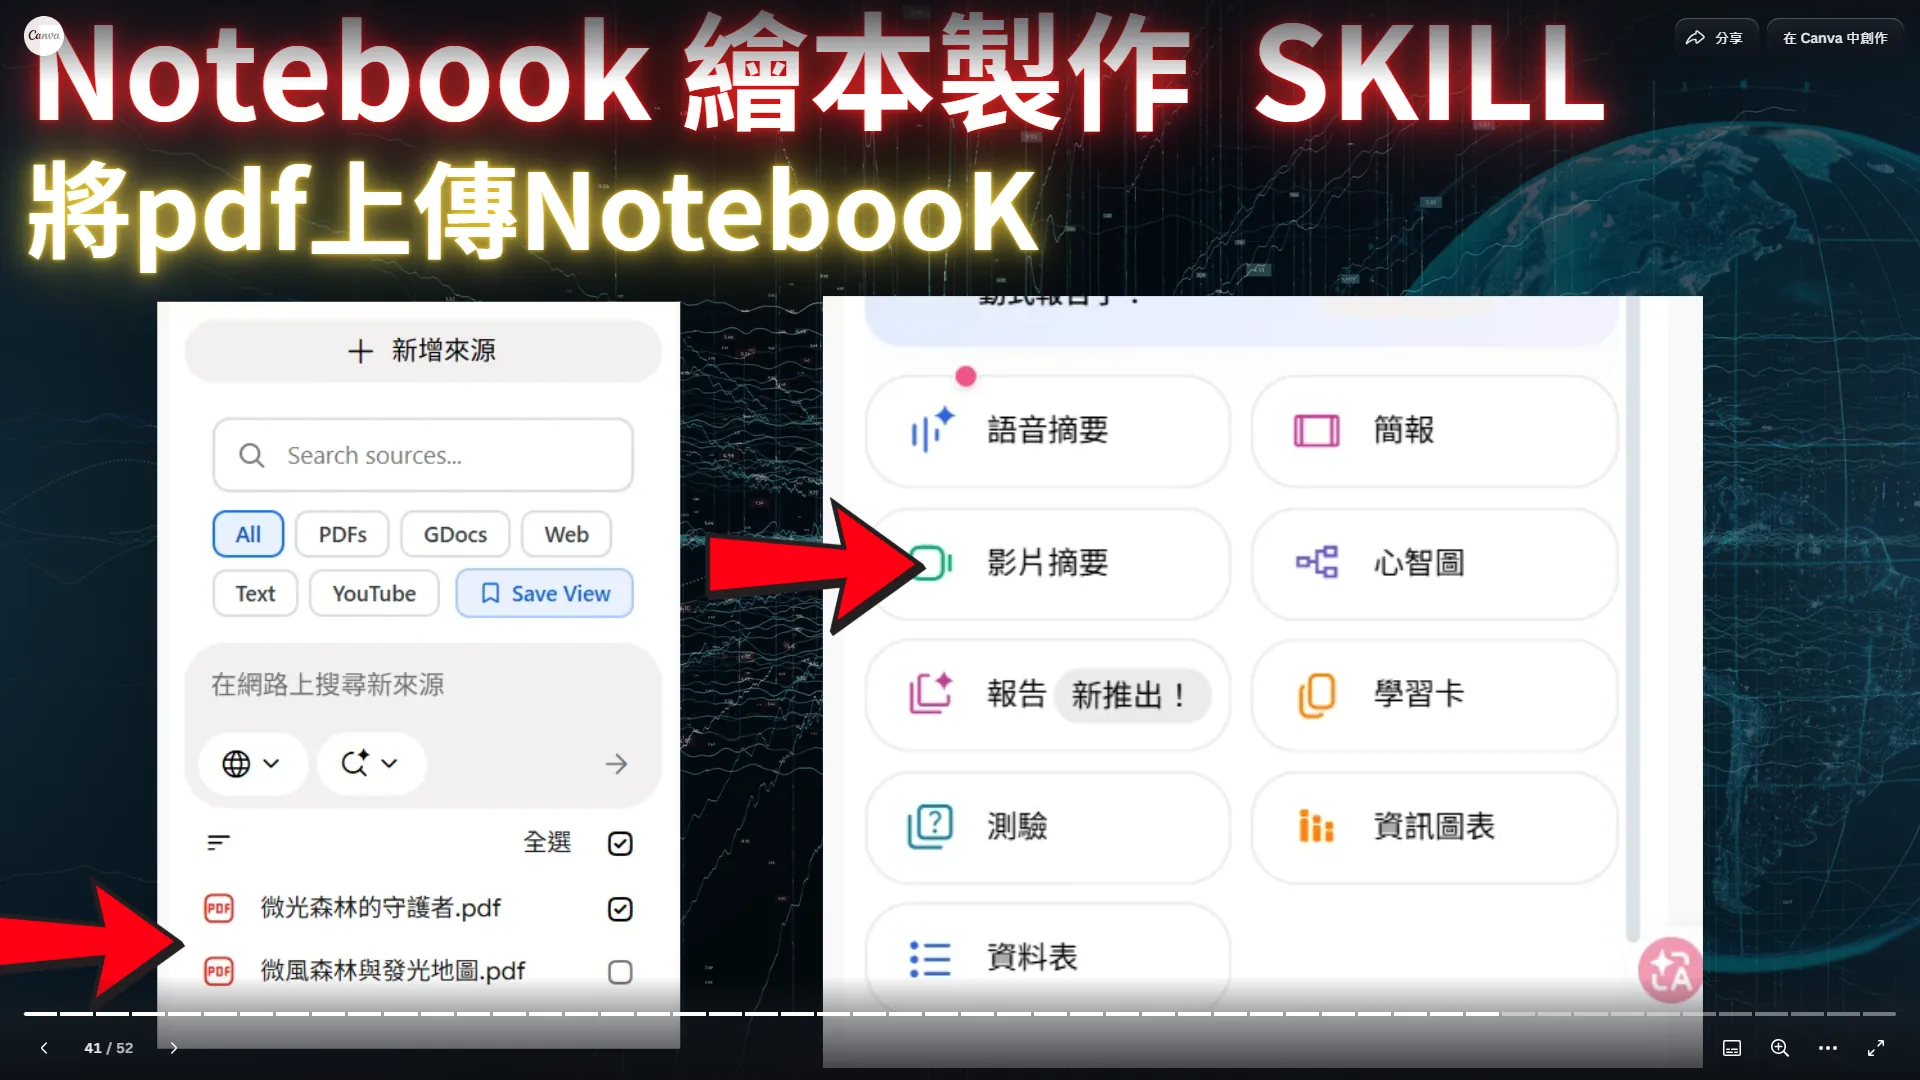 Canva
Notebook 繪本製作 SKILL
分享
在 Canva 中創作
將pdf上傳NotebooK
新增來源
Search sources...
All
PDFs
GDocs
Web
Text
YouTube
Save View
在網路上搜尋新來源
全選
微光森林的守護者.pdf
微風森林與發光地圖.pdf
語音摘要
簡報
影片摘要
心智圖
報告 新推出！
學習卡
測驗
資訊圖表
資料表
41 / 52